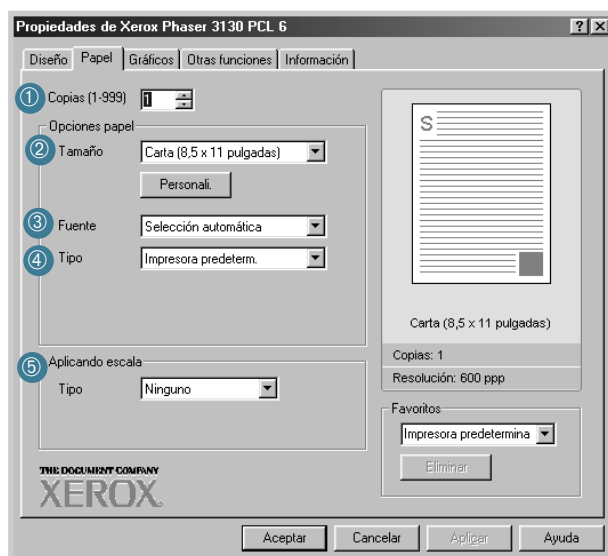 Propiedades de Xerox Phaser 3130 PCL 6
Diseño Papel Gráficos Otras funciones Información
① Copias (1-999) 1
Opciones papel
② Tamaño Carta (8,5 x 11 pulgadas)
Personali.
③ Fuente Selección automática
④ Tipo Impresora predeterm.
⑤ Aplicando escala
Tipo Ninguno
THE DOCUMENT COMPANY
XEROX
S
Carta (8,5 x 11 pulgadas)
Copias: 1
Resolución: 600 ppp
Favoritos
Impresora predetermina
Eliminar
Aceptar Cancelar Aplicar Ayuda